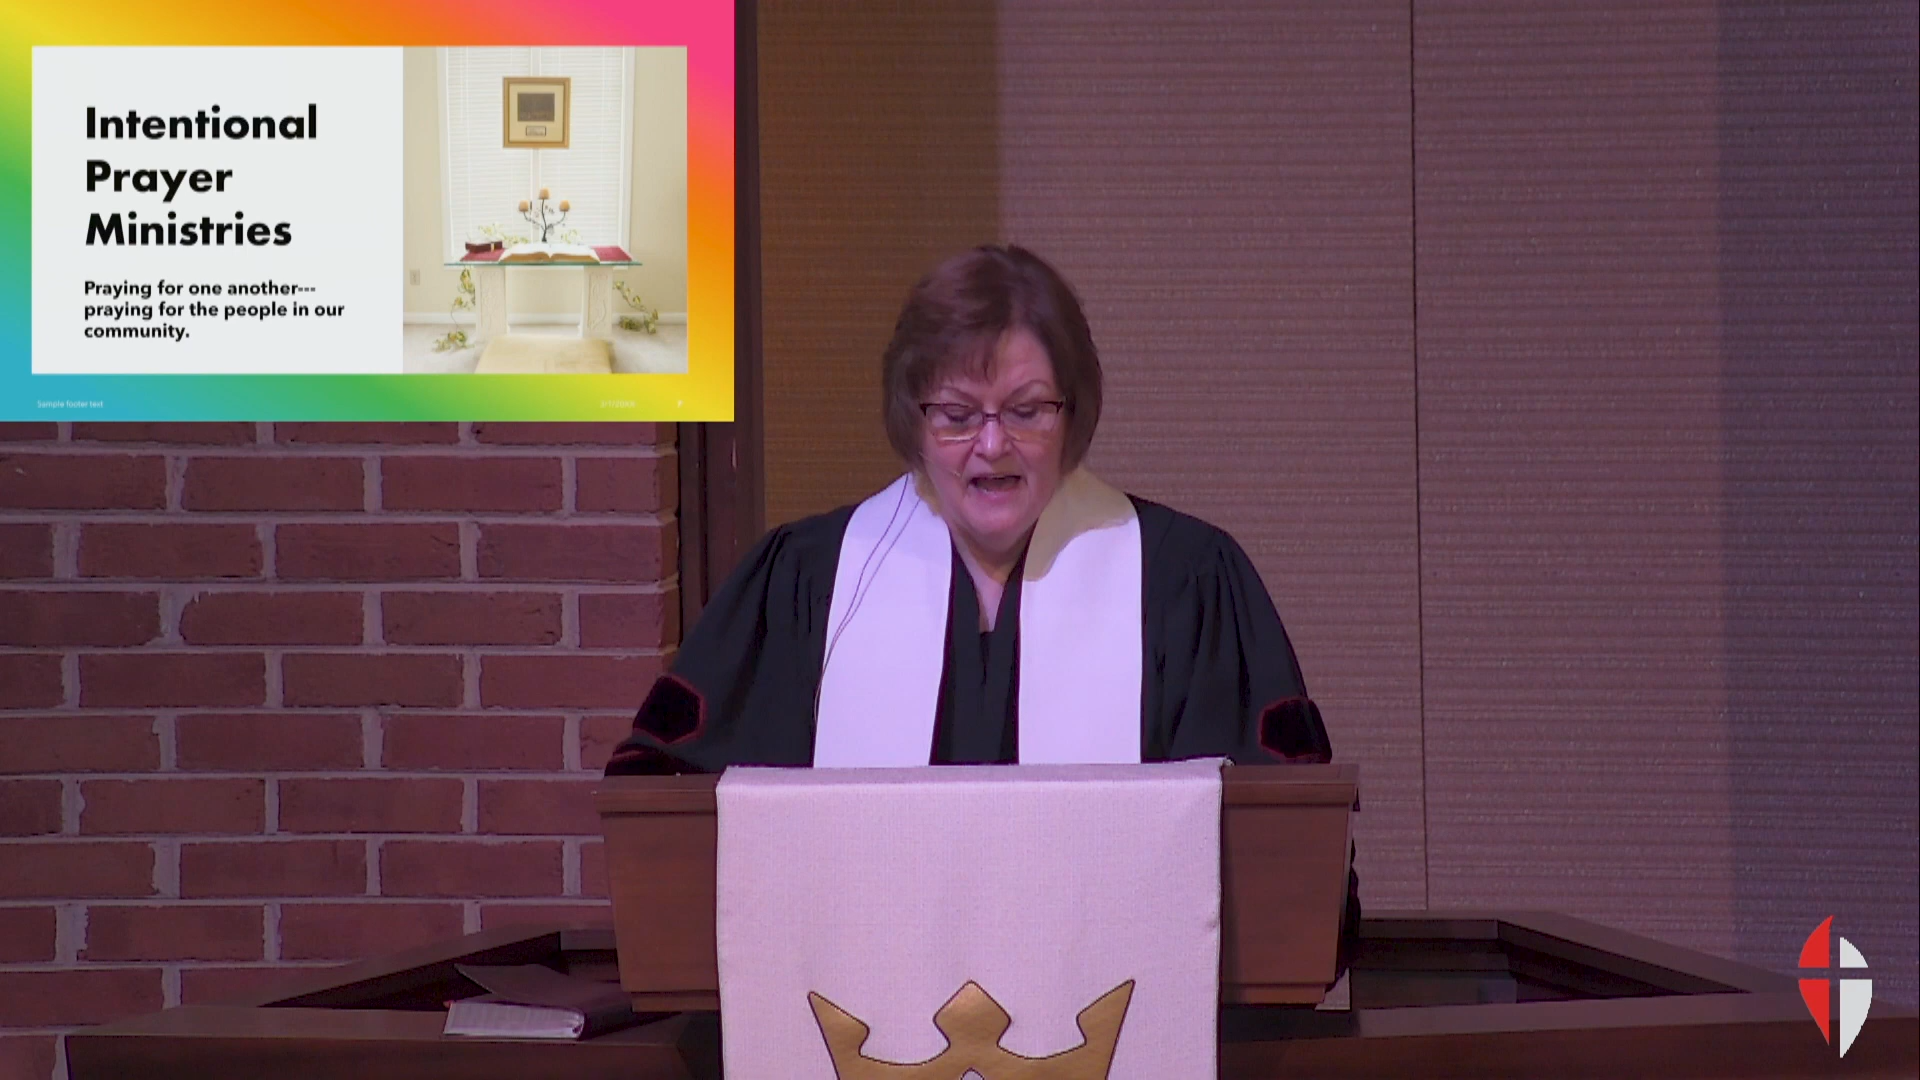 Intentional
Prayer
Ministries
Praying for one another---
praying for the people in our
community.
Sample footer text